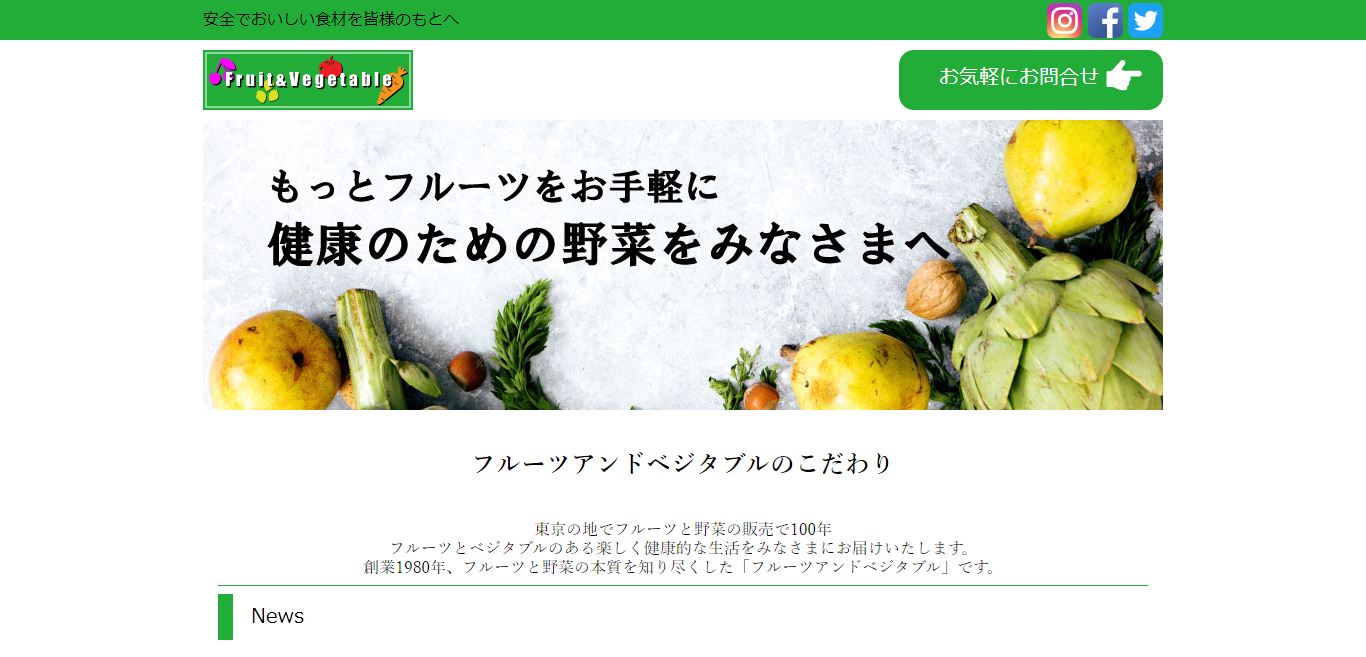 安全でおいしい食材を皆様のもとへ
Fruit&Vegetable
お気軽にお問合せ
もっとフルーツをお手軽に
健康のための野菜をみなさまへ
フルーツアンドベジタブルのこだわり
東京の地でフルーツと野菜の販売で100年
フルーツとベジタブルのある楽しく健康的な生活をみなさまにお届けいたします。
創業1980年、フルーツと野菜の本質を知り尽くした「フルーツアンドベジタブル」です。
News